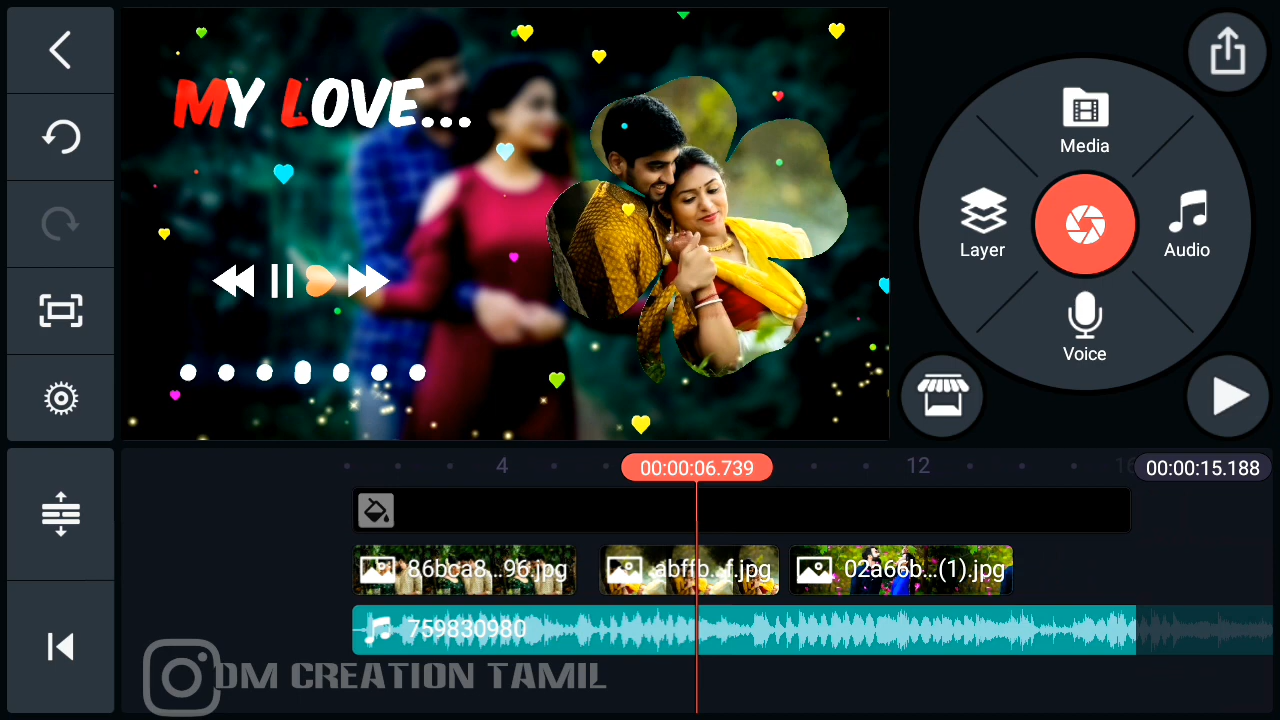 MY LOVE...
Media
Layer
Audio
Voice
4
00:00:06.739
12
16
00:00:15.188
86bca8...96.jpg
abffb...f.jpg
02a66b...(1).jpg
759830980
DM CREATION TAMIL